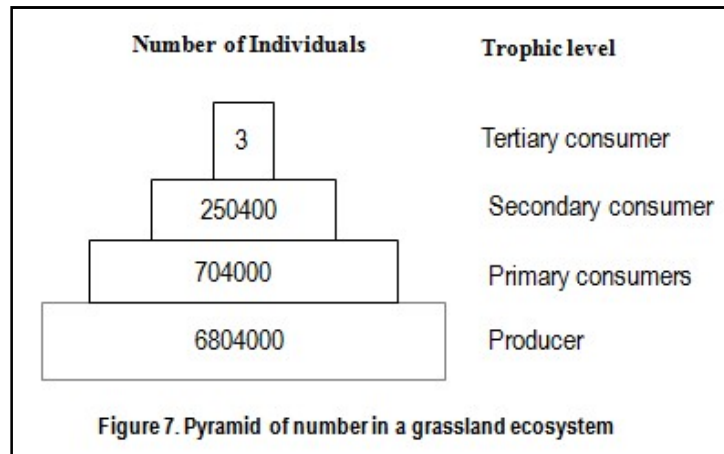 Number of Individuals Trophic level
3 Tertiary consumer
250400 Secondary consumer
704000 Primary consumers
6804000 Producer
Figure 7. Pyramid of number in a grassland ecosystem